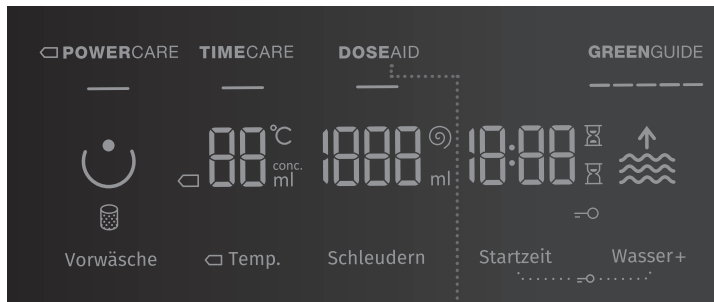 POWERCARE TIMECARE DOSEAID GREENGUIDE
88 °C 1888 18:88
conc.
ml ml
Vorwäsche Temp. Schleudern Startzeit Wasser+